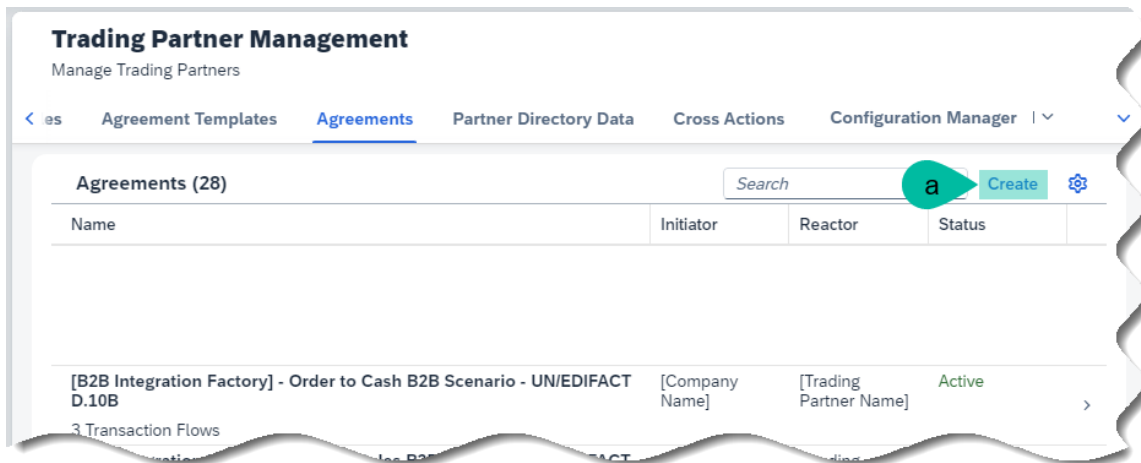 Trading Partner Management
Manage Trading Partners
es Agreement Templates Agreements Partner Directory Data Cross Actions Configuration Manager
Agreements (28) Search a Create
Name Initiator Reactor Status
[B2B Integration Factory] - Order to Cash B2B Scenario - UN/EDIFACT [Company [Trading Active
D.10B Name] Partner Name]
3 Transaction Flows